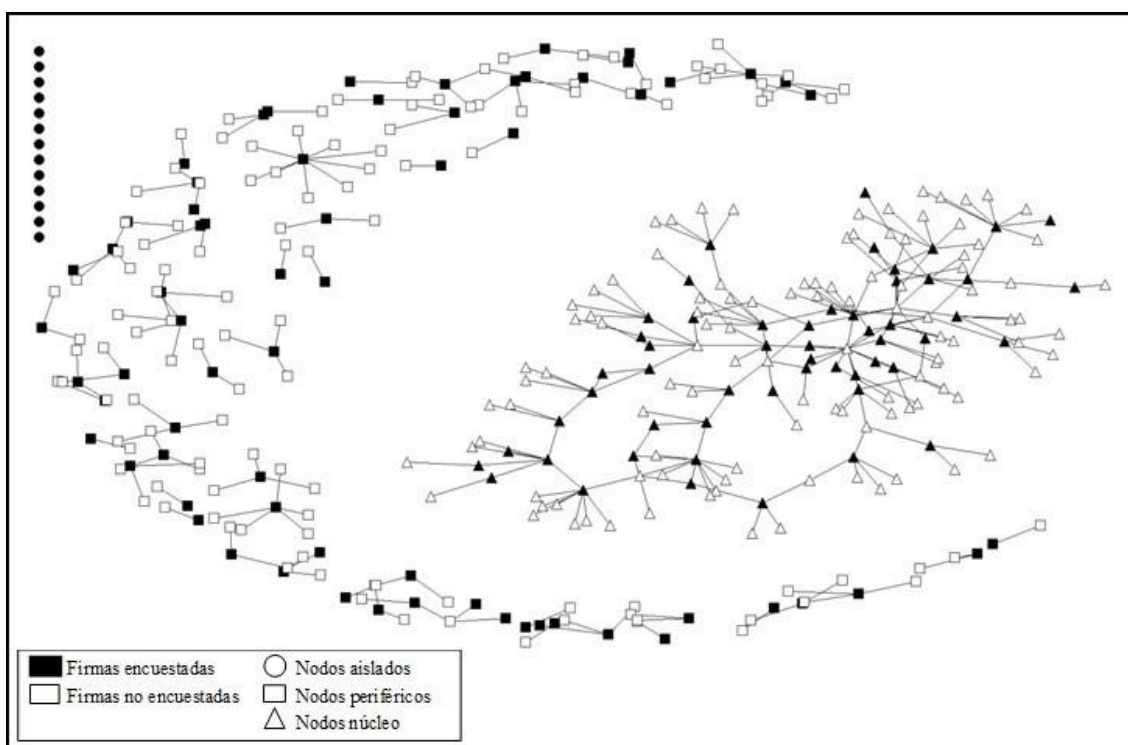 Firmas encuestadas
Firmas no encuestadas
Nodos aislados
Nodos periféricos
Nodos núcleo